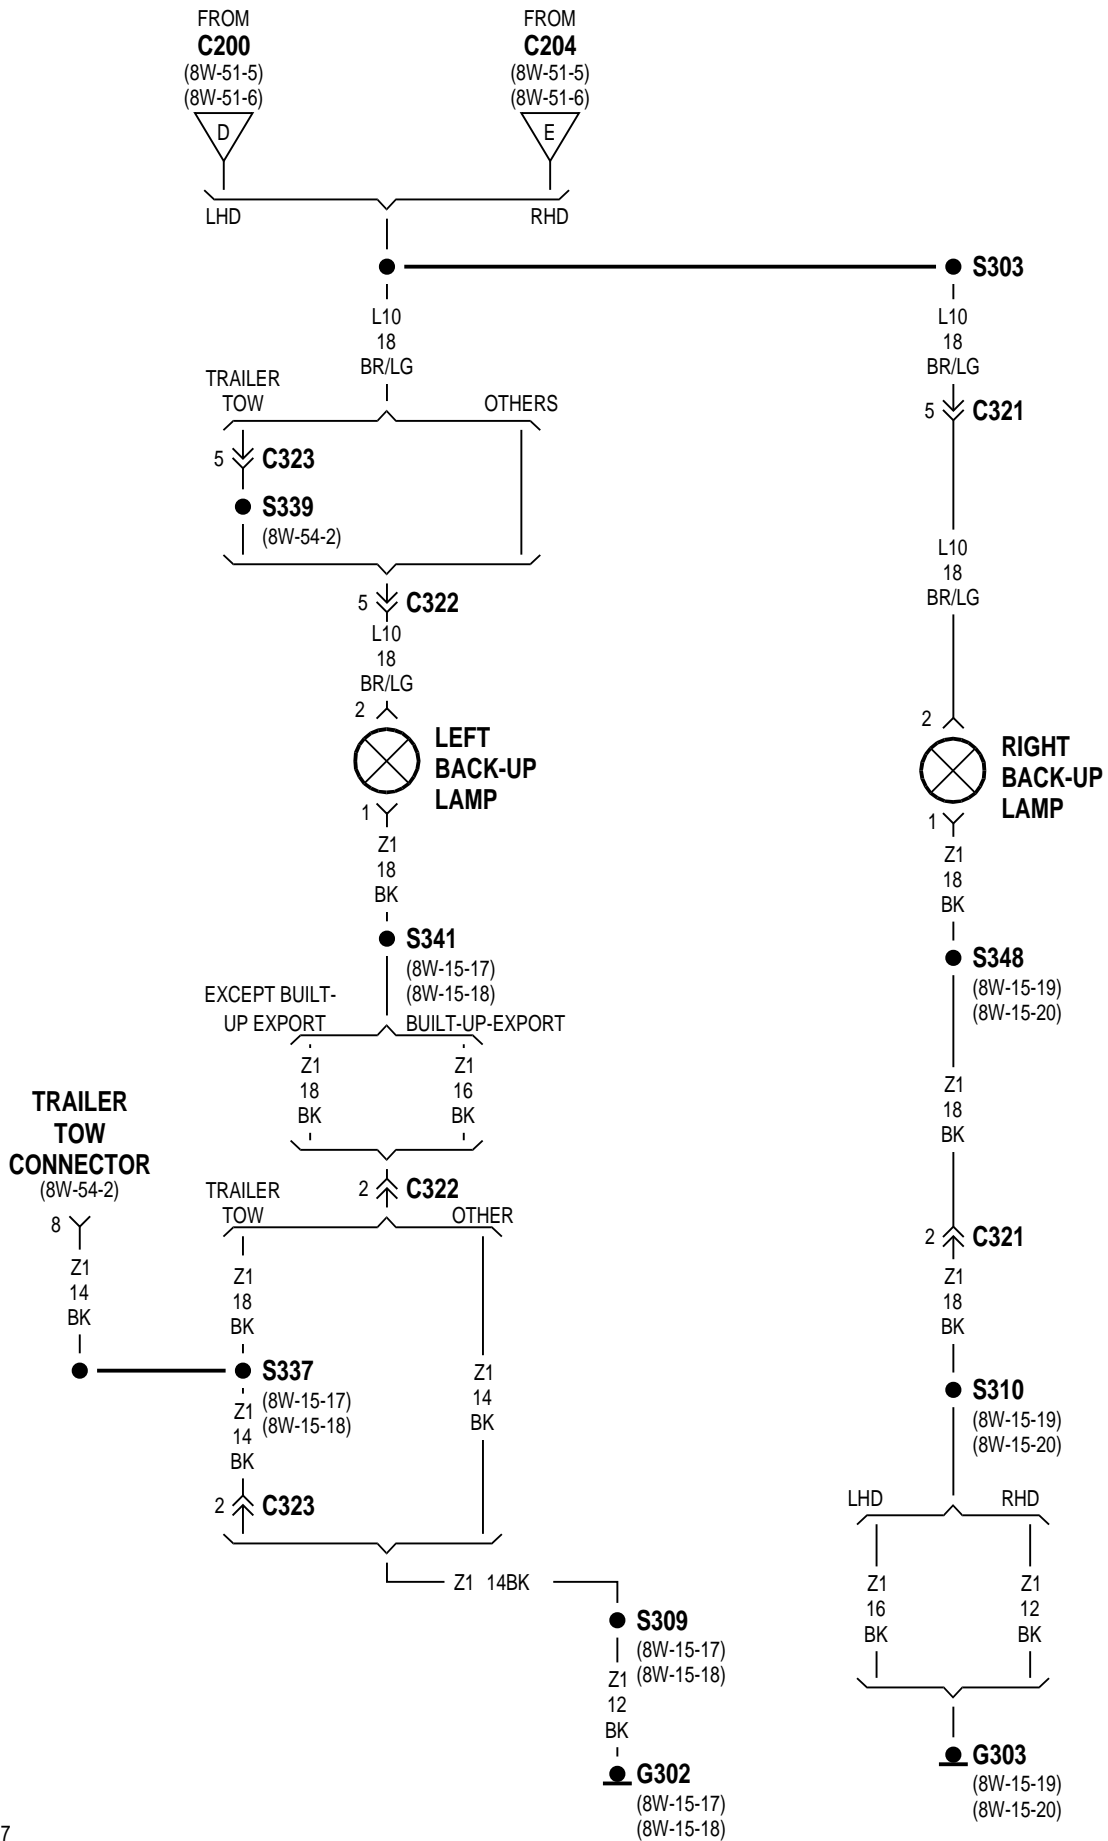 FROM
C200
(8W-51-5)
(8W-51-6)
D
FROM
C204
(8W-51-5)
(8W-51-6)
E
LHD
RHD
S303
L10
18
BR/LG
TRAILER
TOW
OTHERS
5
C323
S339
(8W-54-2)
5
C322
L10
18
BR/LG
2
LEFT
BACK-UP
LAMP
1
Z1
18
BK
S341
(8W-15-17)
(8W-15-18)
EXCEPT BUILT-
UP EXPORT
BUILT-UP-EXPORT
Z1
18
BK
Z1
16
BK
2
C322
TRAILER
TOW
OTHER
TRAILER
TOW
CONNECTOR
(8W-54-2)
8
Z1
14
BK
Z1
18
BK
S337
(8W-15-17)
(8W-15-18)
Z1
14
BK
2
C323
Z1
14
BK
Z1 14BK
S309
(8W-15-17)
(8W-15-18)
Z1
12
BK
G302
(8W-15-17)
(8W-15-18)
L10
18
BR/LG
5
C321
L10
18
BR/LG
2
RIGHT
BACK-UP
LAMP
1
Z1
18
BK
S348
(8W-15-19)
(8W-15-20)
Z1
18
BK
2
C321
Z1
18
BK
S310
(8W-15-19)
(8W-15-20)
LHD
RHD
Z1
16
BK
Z1
12
BK
G303
(8W-15-19)
(8W-15-20)
7